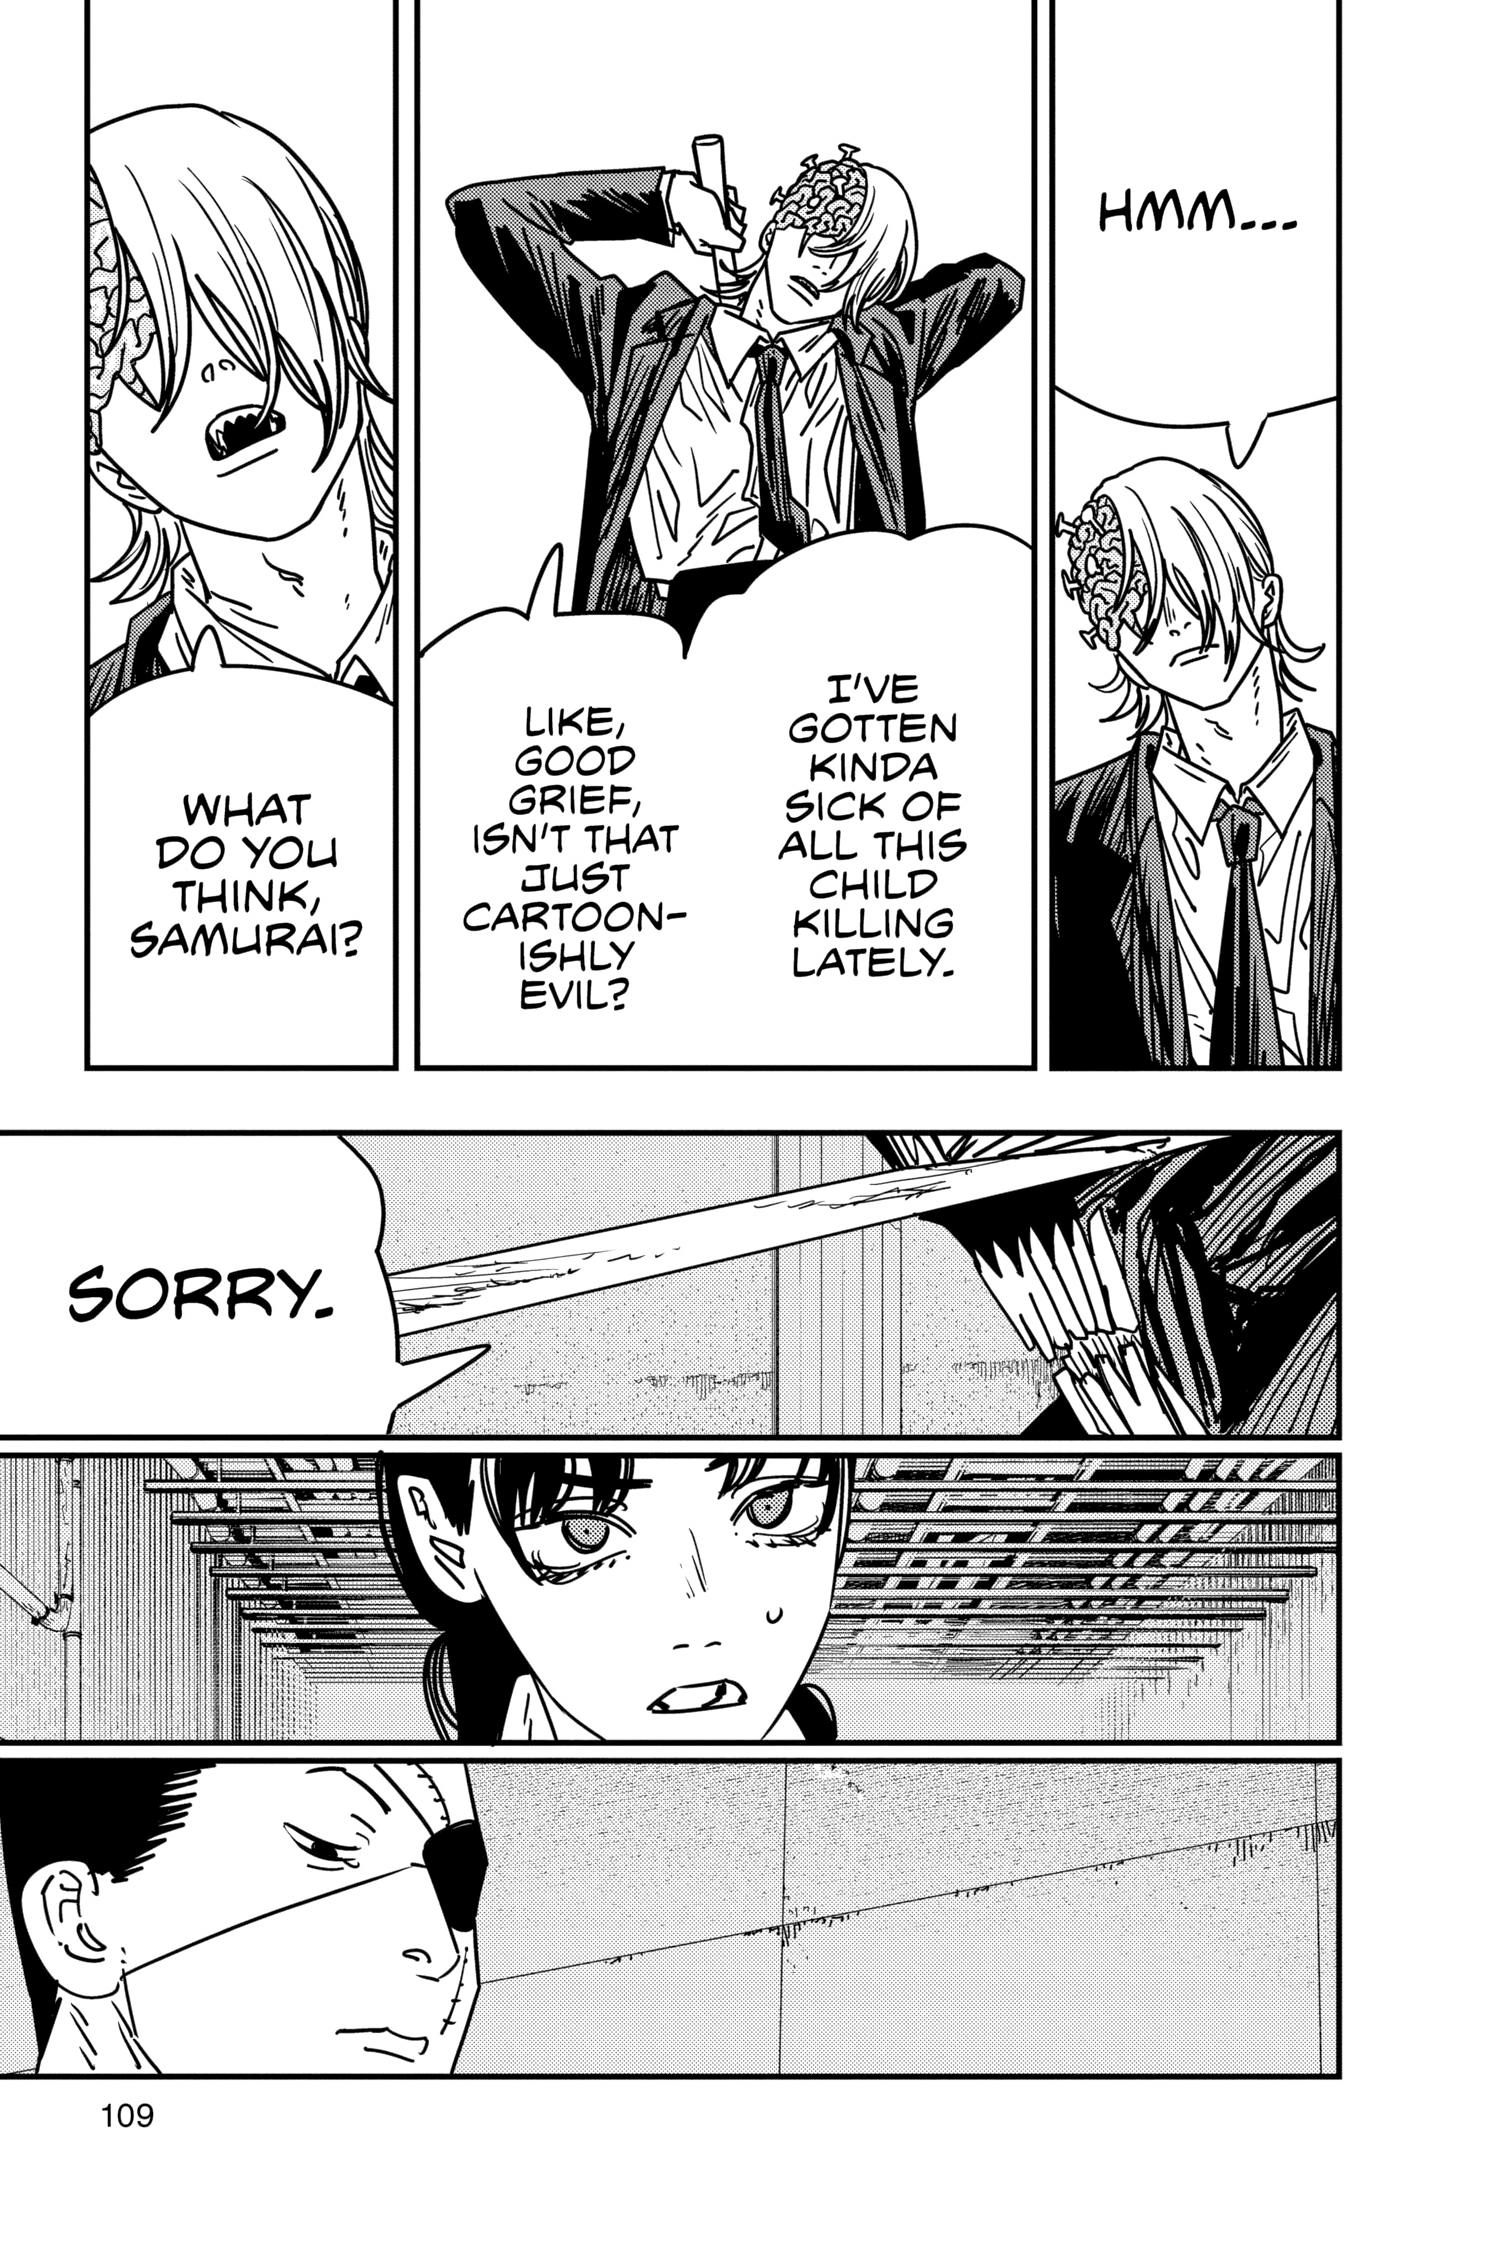 HMM...
I'VE
GOTTEN
KINDA
SICK OF
ALL THIS
CHILD
KILLING
LATELY.
LIKE,
GOOD
GRIEF,
ISN'T THAT
JUST
CARTOON-
ISHLY
EVIL?
WHAT
DO YOU
THINK,
SAMURAI?
SORRY.
109